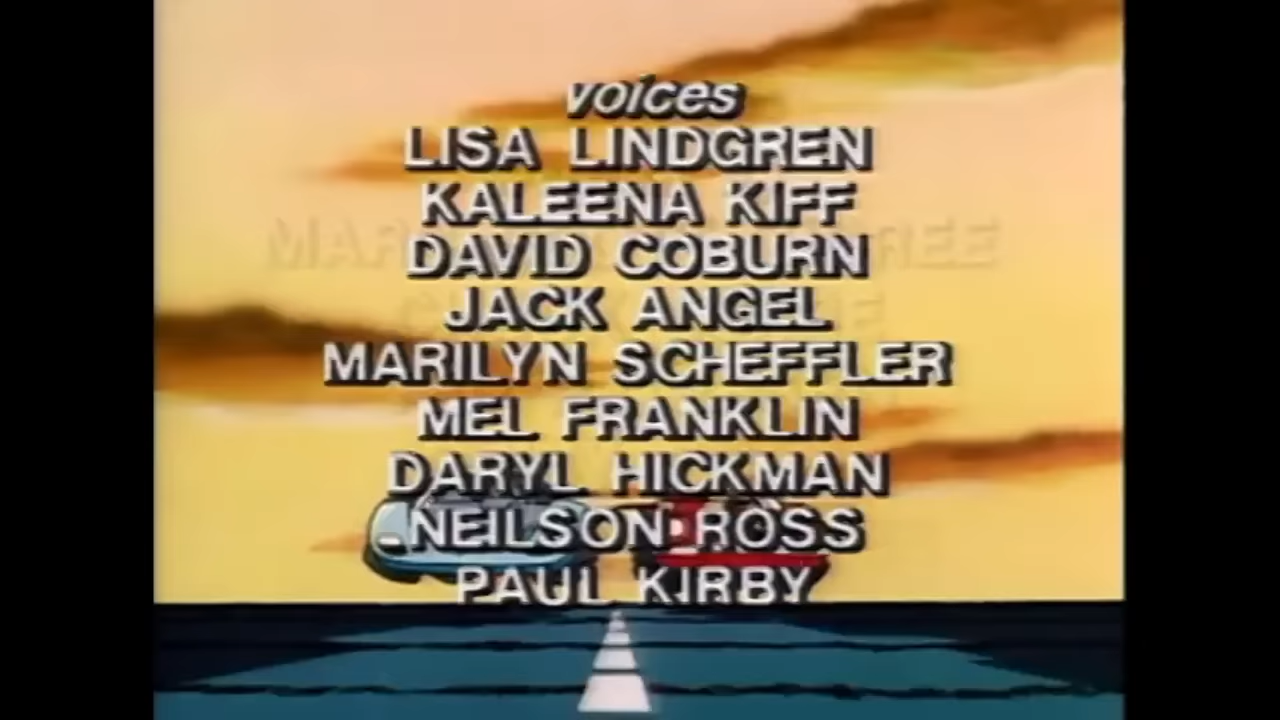 voices
LISA LINDGREN
KALEENA KIFF
DAVID COBURN
JACK ANGEL
MARILYN SCHEFFLER
MEL FRANKLIN
DARYL HICKMAN
NEILSON ROSS
PAUL KIRBY